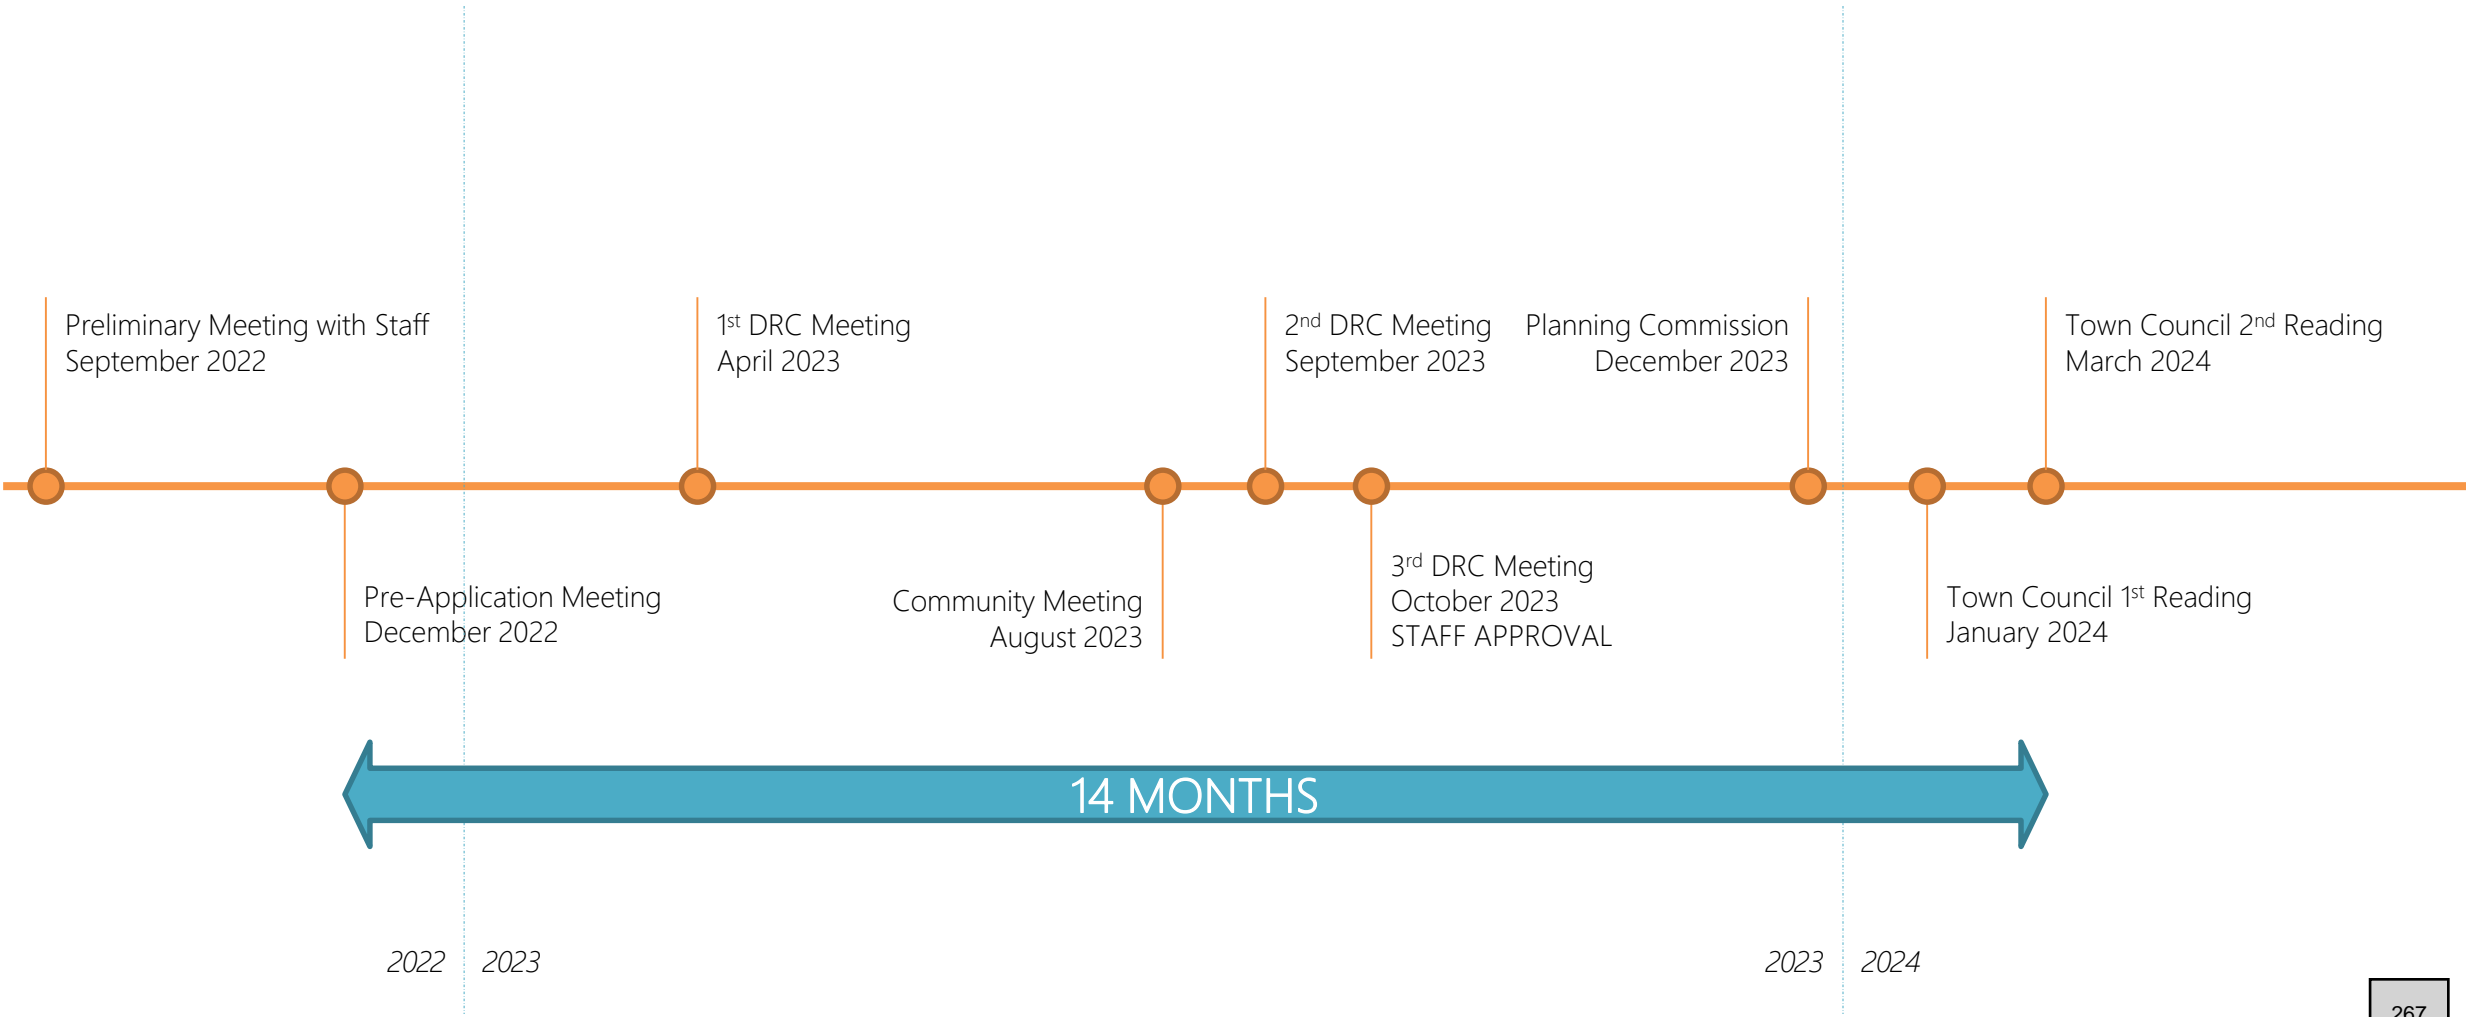 Preliminary Meeting with Staff
September 2022
1st DRC Meeting
April 2023
2nd DRC Meeting
September 2023
Planning Commission
December 2023
Town Council 2nd Reading
March 2024
Pre-Application Meeting
December 2022
Community Meeting
August 2023
3rd DRC Meeting
October 2023
STAFF APPROVAL
Town Council 1st Reading
January 2024
14 MONTHS
2022
2023
2023
2024
267